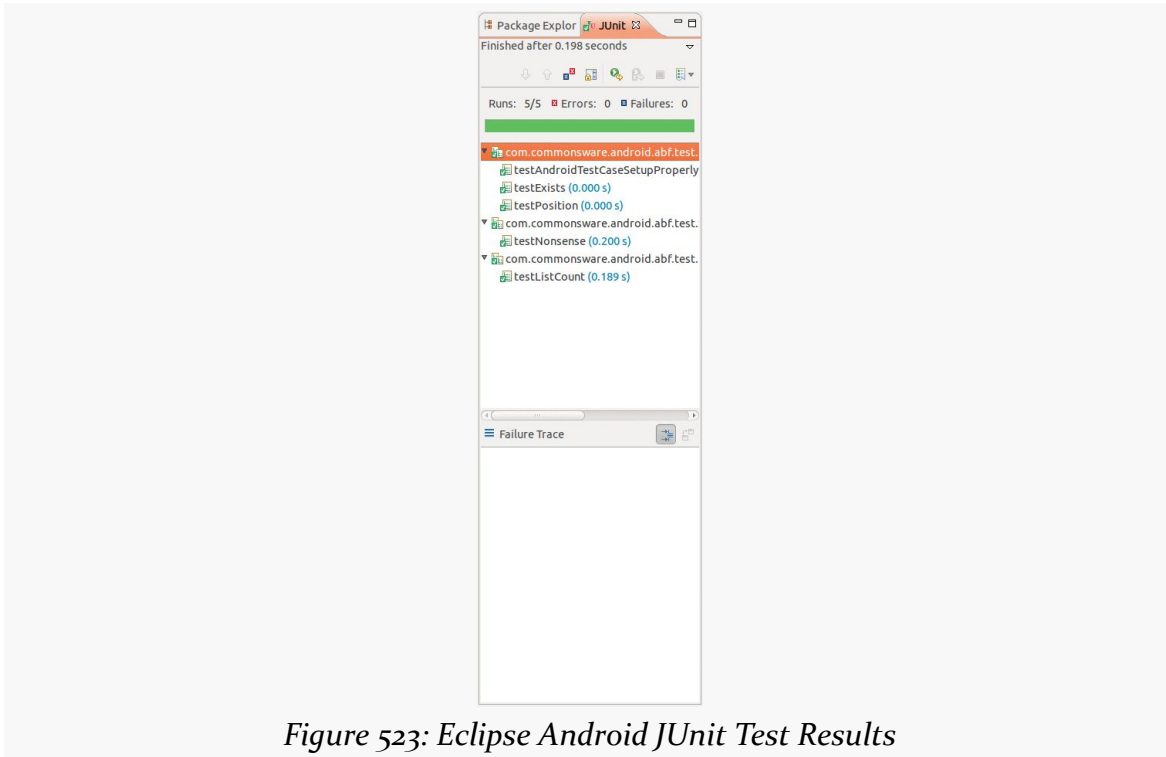 Package Explor JUnit
Finished after 0.198 seconds
Runs: 5/5 Errors: 0 Failures: 0
com.commonsware.android.abf.test.
testAndroidTestCaseSetupProperly
testExists (0.000 s)
testPosition (0.000 s)
com.commonsware.android.abf.test.
testNonsense (0.200 s)
com.commonsware.android.abf.test.
testListCount (0.189 s)
Failure Trace
Figure 523: Eclipse Android JUnit Test Results